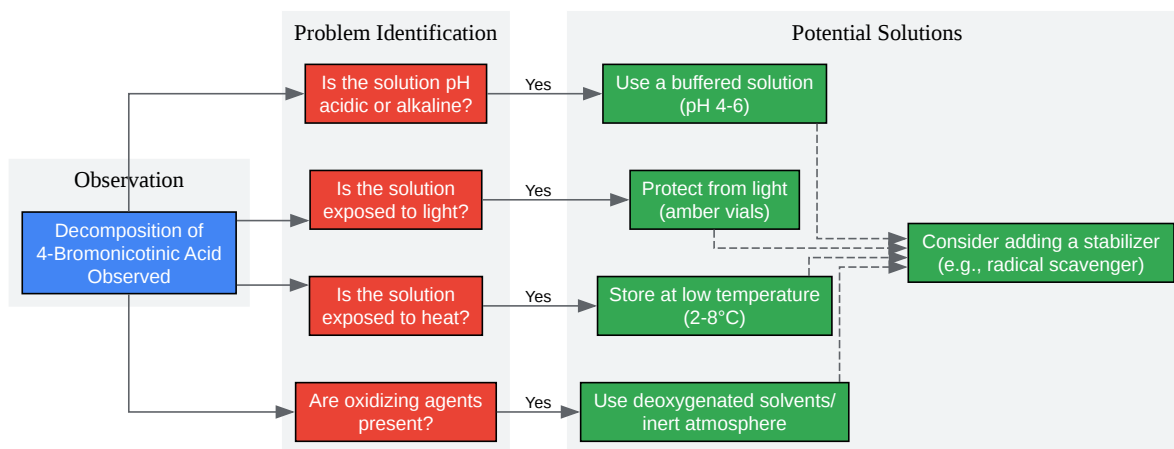 Problem Identification
Potential Solutions
Observation
Is the solution pH
acidic or alkaline?
Yes
Use a buffered solution
(pH 4-6)
Is the solution
exposed to light?
Yes
Protect from light
(amber vials)
Decomposition of
4-Bromonicotinic Acid
Observed
Consider adding a stabilizer
(e.g., radical scavenger)
Is the solution
exposed to heat?
Yes
Store at low temperature
(2-8°C)
Are oxidizing agents
present?
Yes
Use deoxygenated solvents/
inert atmosphere